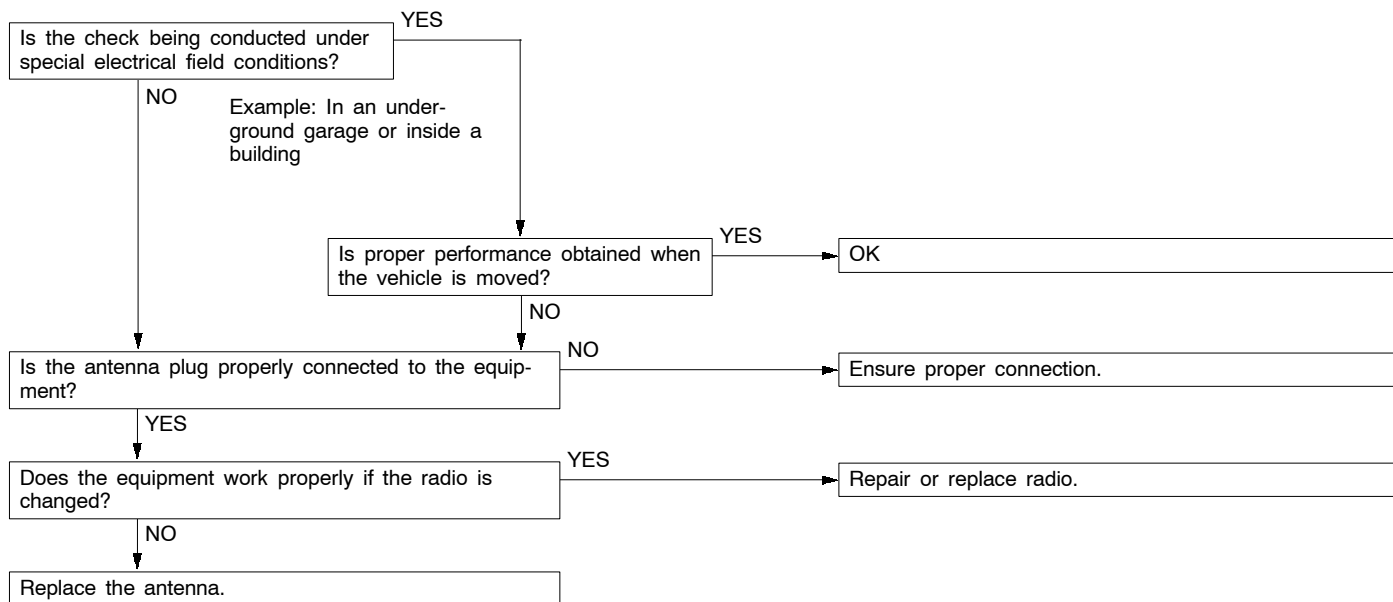 YES
Is the check being conducted under
special electrical field conditions?
NO
Example: In an under-
ground garage or inside a
building
YES
Is proper performance obtained when
the vehicle is moved?
OK
NO
NO
Is the antenna plug properly connected to the equip-
ment?
Ensure proper connection.
YES
YES
Does the equipment work properly if the radio is
changed?
Repair or replace radio.
NO
Replace the antenna.